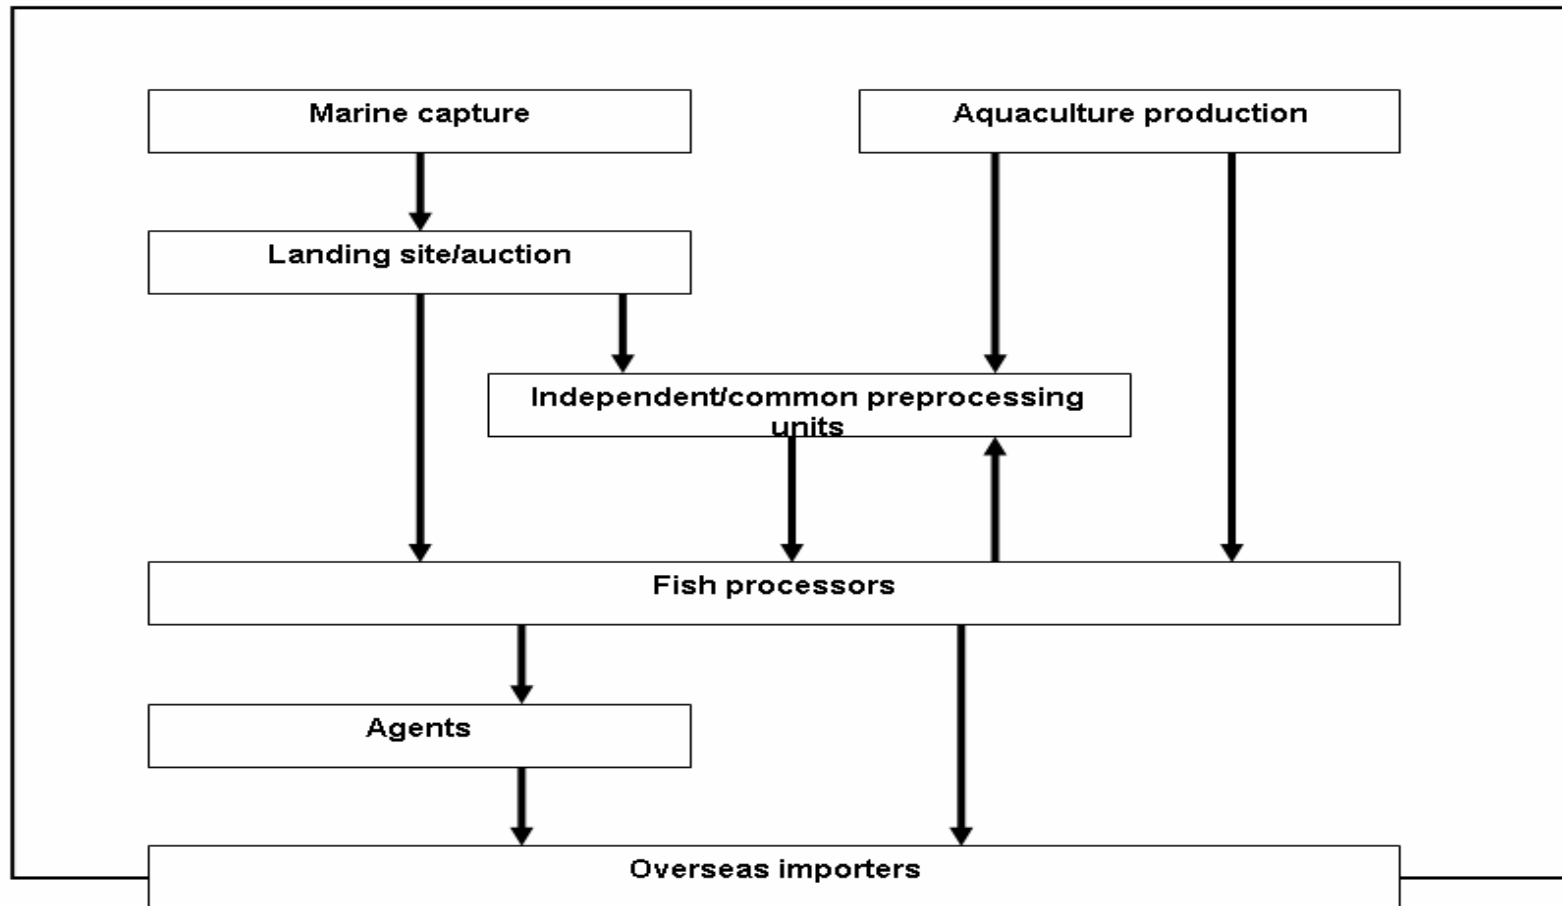 Marine capture
Aquaculture production
Landing site/auction
Independent/common preprocessing
units
Fish processors
Agents
Overseas importers